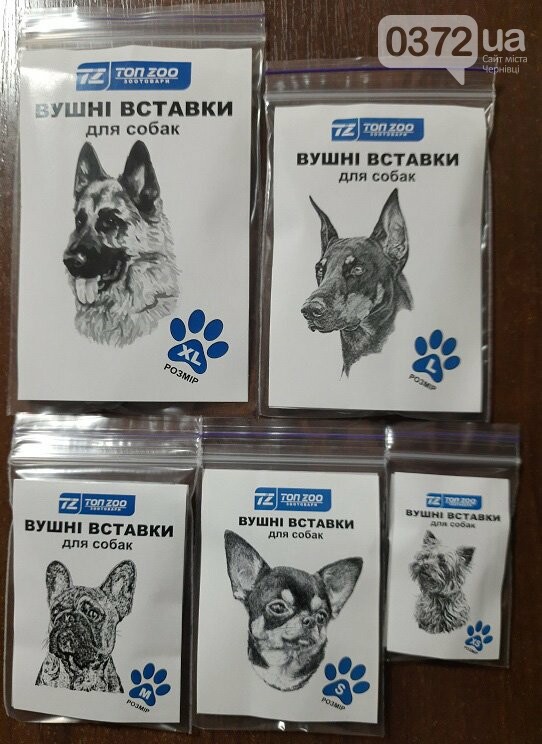 0372.ua
Сайт міста
Чернівці
TZ ТОП ZOO
ЗООТОВАРИ
ВУШНІ ВСТАВКИ
для собак
XL
РОЗМІР
TZ ТОП ZOO
ЗООТОВАРИ
ВУШНІ ВСТАВКИ
для собак
L
РОЗМІР
TZ ТОП ZOO
ЗООТОВАРИ
ВУШНІ ВСТАВКИ
для собак
M
РОЗМІР
TZ ТОП ZOO
ЗООТОВАРИ
ВУШНІ ВСТАВКИ
для собак
S
РОЗМІР
TZ ТОП ZOO
ВУШНІ ВСТАВКИ
для собак
XS
РОЗМІР